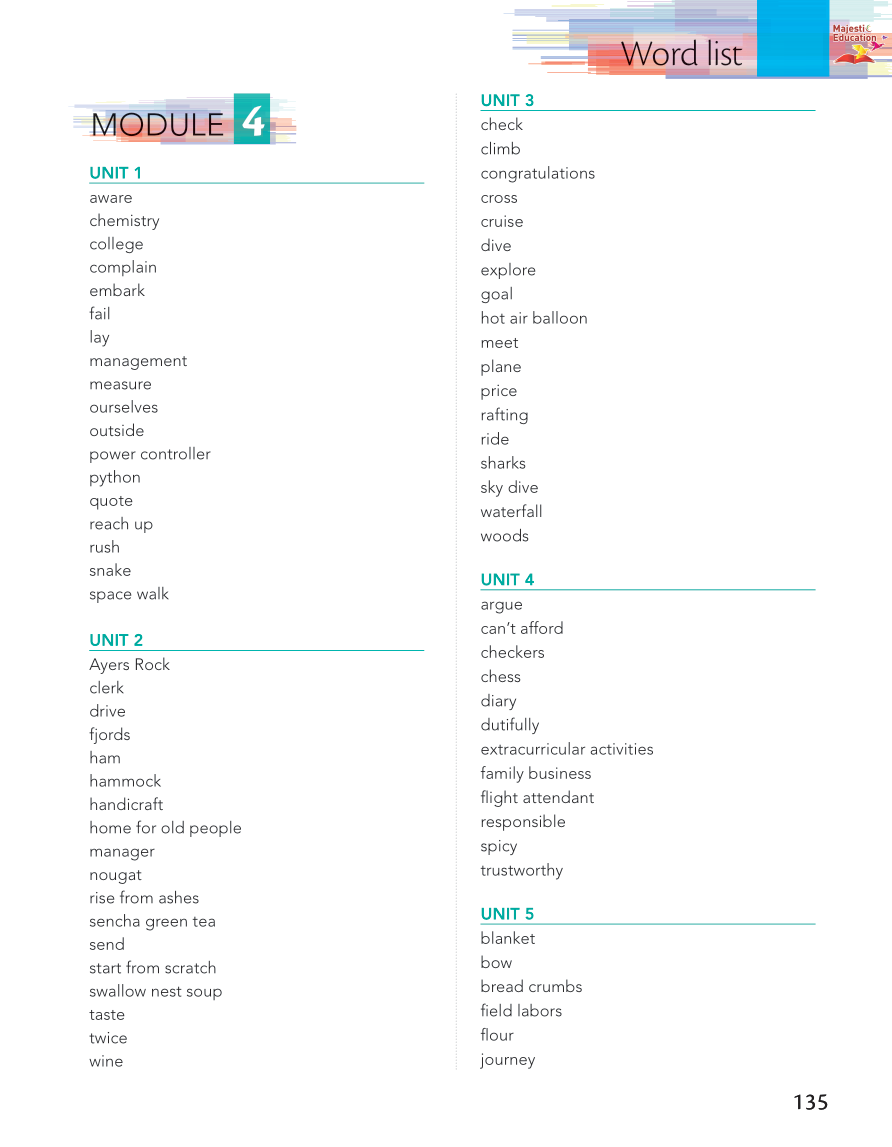 Word list
Majestic
Education
MODULE 4
UNIT 1
aware
chemistry
college
complain
embark
fail
lay
management
measure
ourselves
outside
power controller
python
quote
reach up
rush
snake
space walk
UNIT 2
Ayers Rock
clerk
drive
fjords
ham
hammock
handicraft
home for old people
manager
nougat
rise from ashes
sencha green tea
send
start from scratch
swallow nest soup
taste
twice
wine
UNIT 3
check
climb
congratulations
cross
cruise
dive
explore
goal
hot air balloon
meet
plane
price
rafting
ride
sharks
sky dive
waterfall
woods
UNIT 4
argue
can't afford
checkers
chess
diary
dutifully
extracurricular activities
family business
flight attendant
responsible
spicy
trustworthy
UNIT 5
blanket
bow
bread crumbs
field labors
flour
journey
135